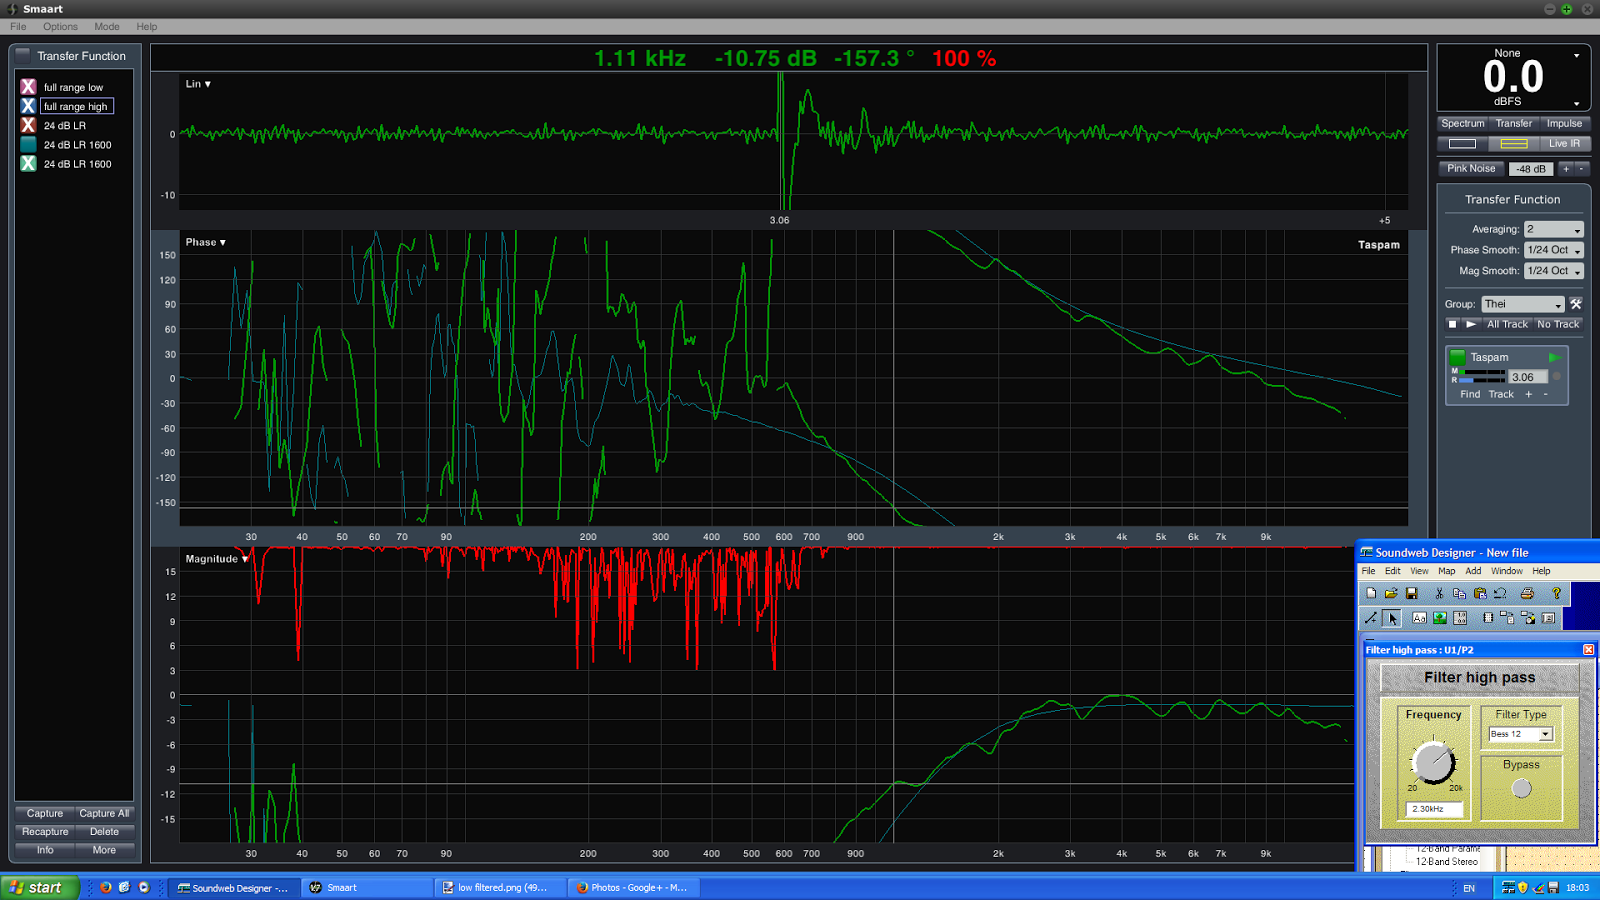 Smaart
File Options Mode Help
Transfer Function
full range low
full range high
24 dB LR
24 dB LR 1600
24 dB LR 1600
Capture Capture All
Recapture Delete
Info More
1.11 kHz -10.75 dB -157.3 ° 100 %
Lin ▼
0
-10
3.06 +5
Phase ▼ Taspam
150
120
90
60
30
0
-30
-60
-90
-120
-150
30 40 50 60 70 90 200 300 400 500 600 700 900 2k 3k 4k 5k 6k 7k 9k
Magnitude ▼
15
12
9
6
3
0
-3
-6
-9
-12
-15
30 40 50 60 70 90 200 300 400 500 600 700 900 2k 3k 4k 5k 6k 7k 9k
None
0.0
dBFS
Spectrum Transfer Impulse
Live IR
Pink Noise -48 dB + -
Transfer Function
Averaging: 2
Phase Smooth: 1/24 Oct
Mag Smooth: 1/24 Oct
Group: Thei
All Track No Track
Taspam
M
R 3.06
Find Track + -
Soundweb Designer - New file
File Edit View Map Add Window Help
Filter high pass : U1/P2
Filter high pass
Frequency
20 20k
2.30kHz
Filter Type
Bess 12
Bypass
12-Band Stereo
start
Soundweb Designer -...
Smaart
low filtered.png (49...
Photos - Google+ - M...
EN
18:03